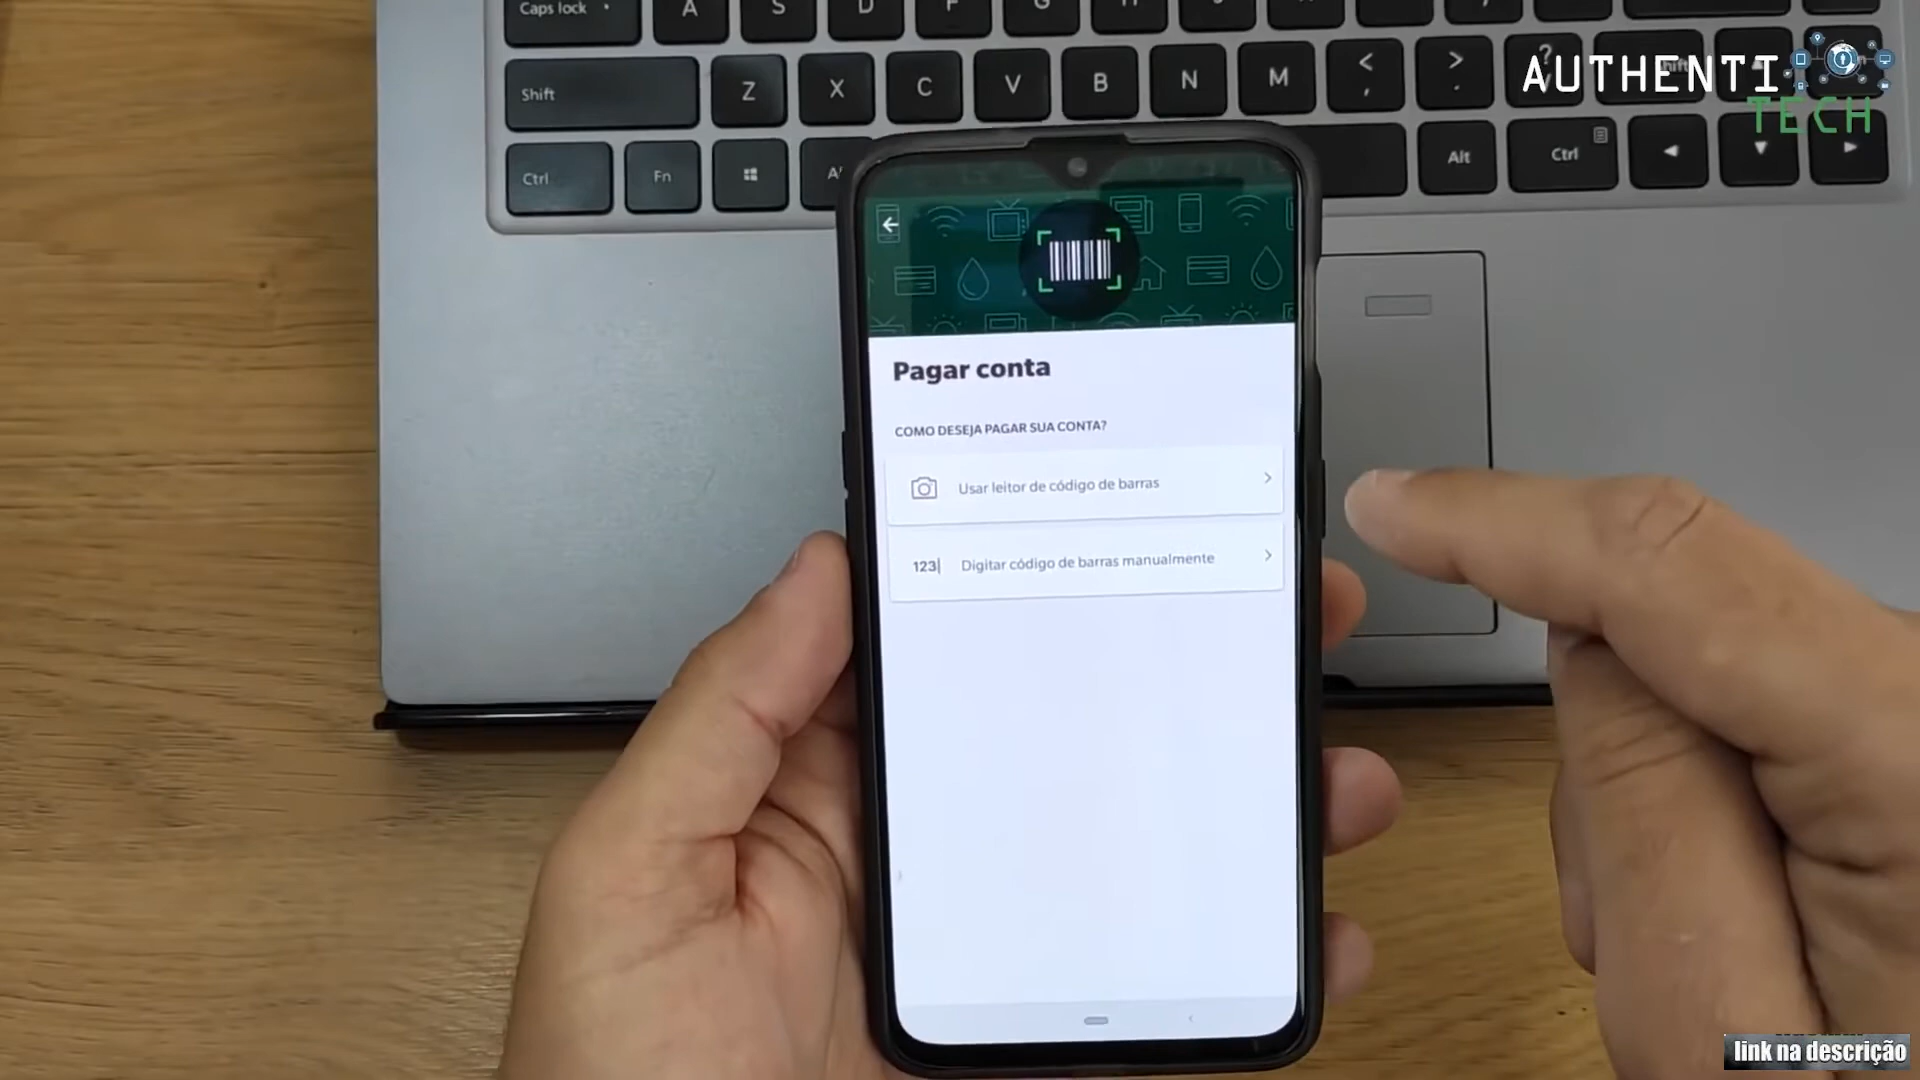 Caps lock
A
S
D
F
G
Shift
Z
X
C
V
B
N
M
<
,
>
.
?
Ctrl
Fn
Alt
Ctrl
AUTHENTI
TECH
Pagar conta
COMO DESEJA PAGAR SUA CONTA?
Usar leitor de código de barras
123| Digitar código de barras manualmente
link na descrição